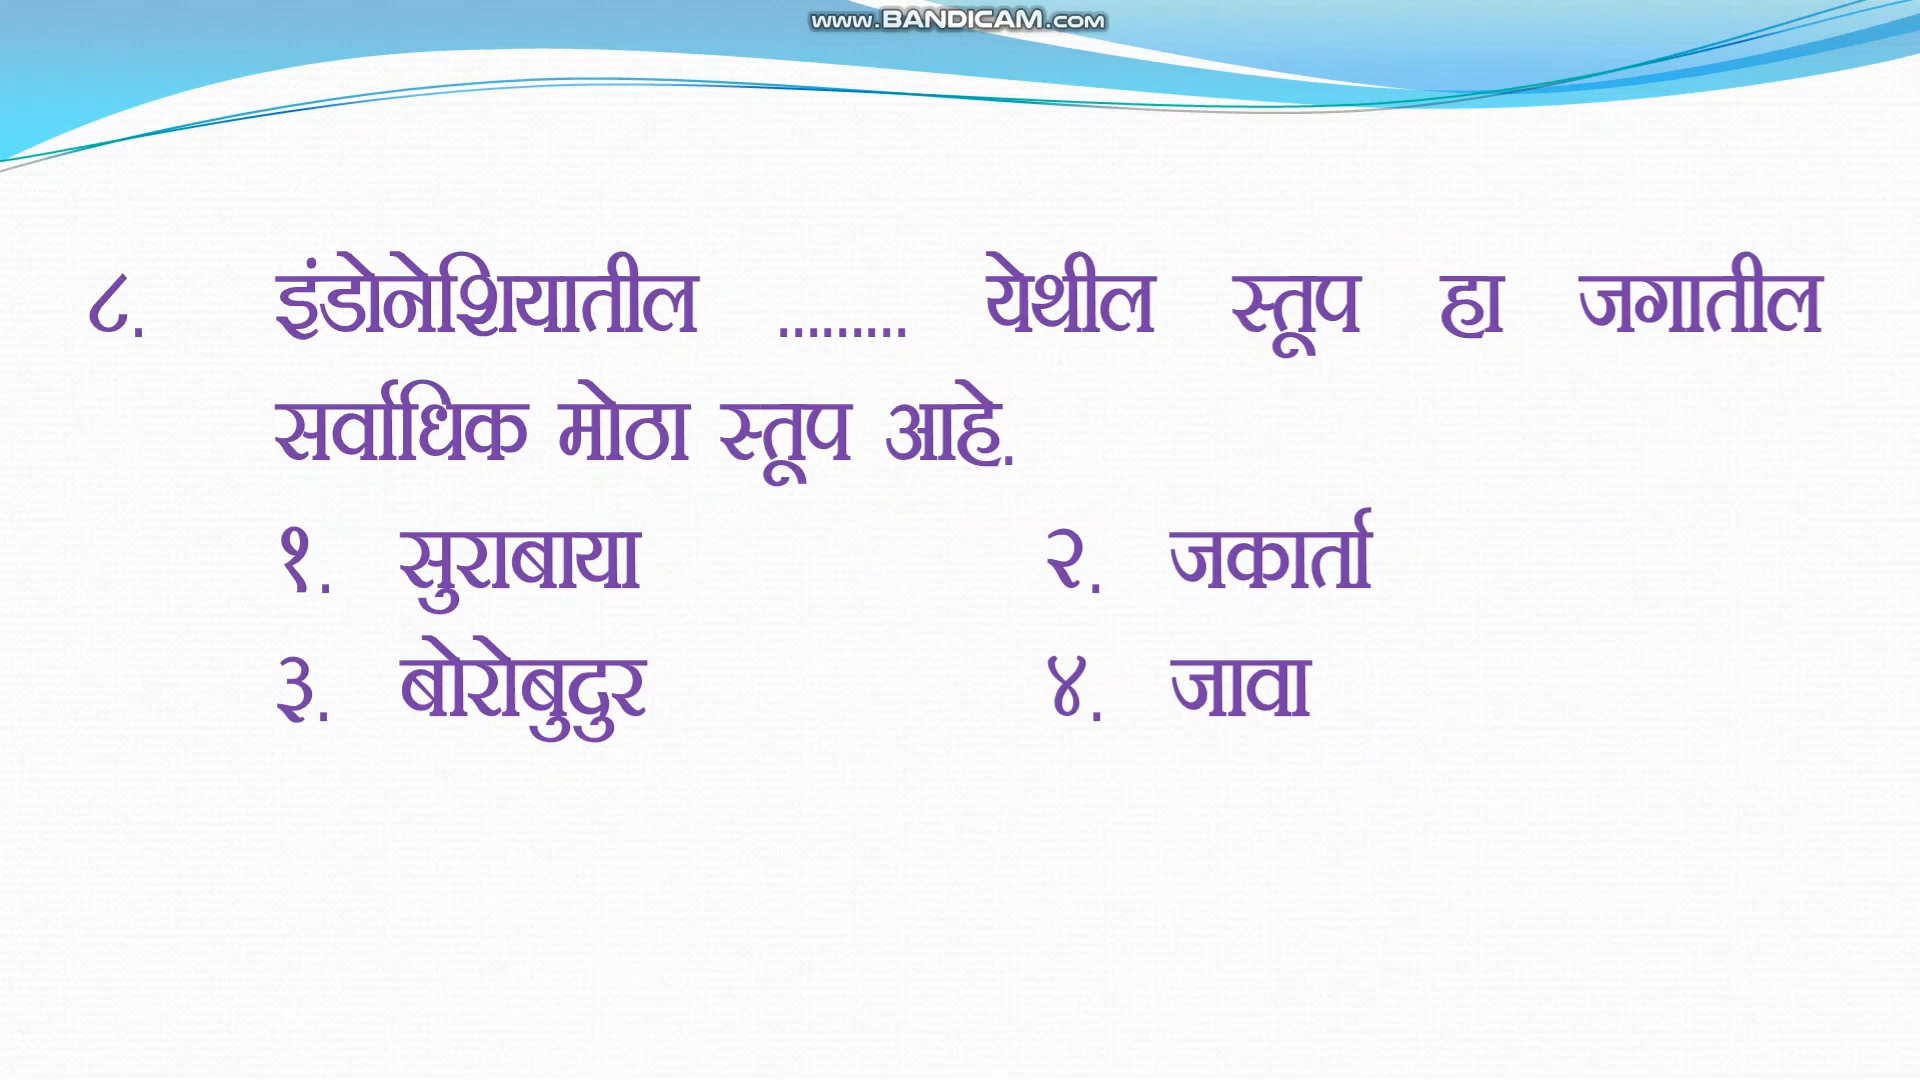 www.BANDICAM.com
८. इंडोनेशियातील ......... येथील स्तूप हा जगातील
सर्वाधिक मोठा स्तूप आहे.
१. सुराबाया २. जकार्ता
३. बोरोबुदुर ४. जावा